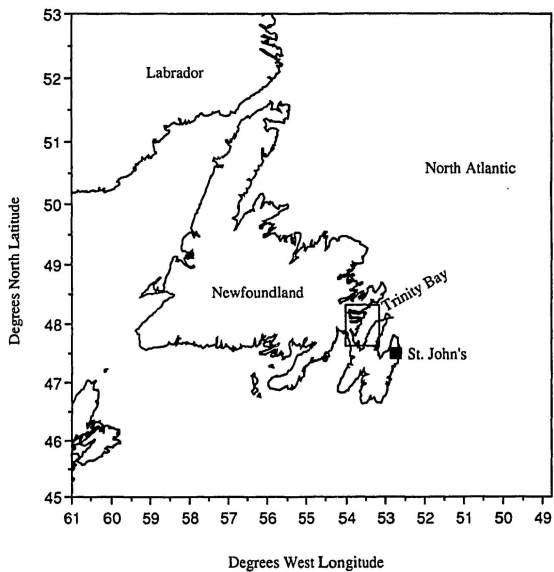 53
52
51
50
49
48
47
46
45
Degrees North Latitude
Labrador
North Atlantic
Newfoundland
Trinity Bay
St. John's
61 60 59 58 57 56 55 54 53 52 51 50 49
Degrees West Longitude